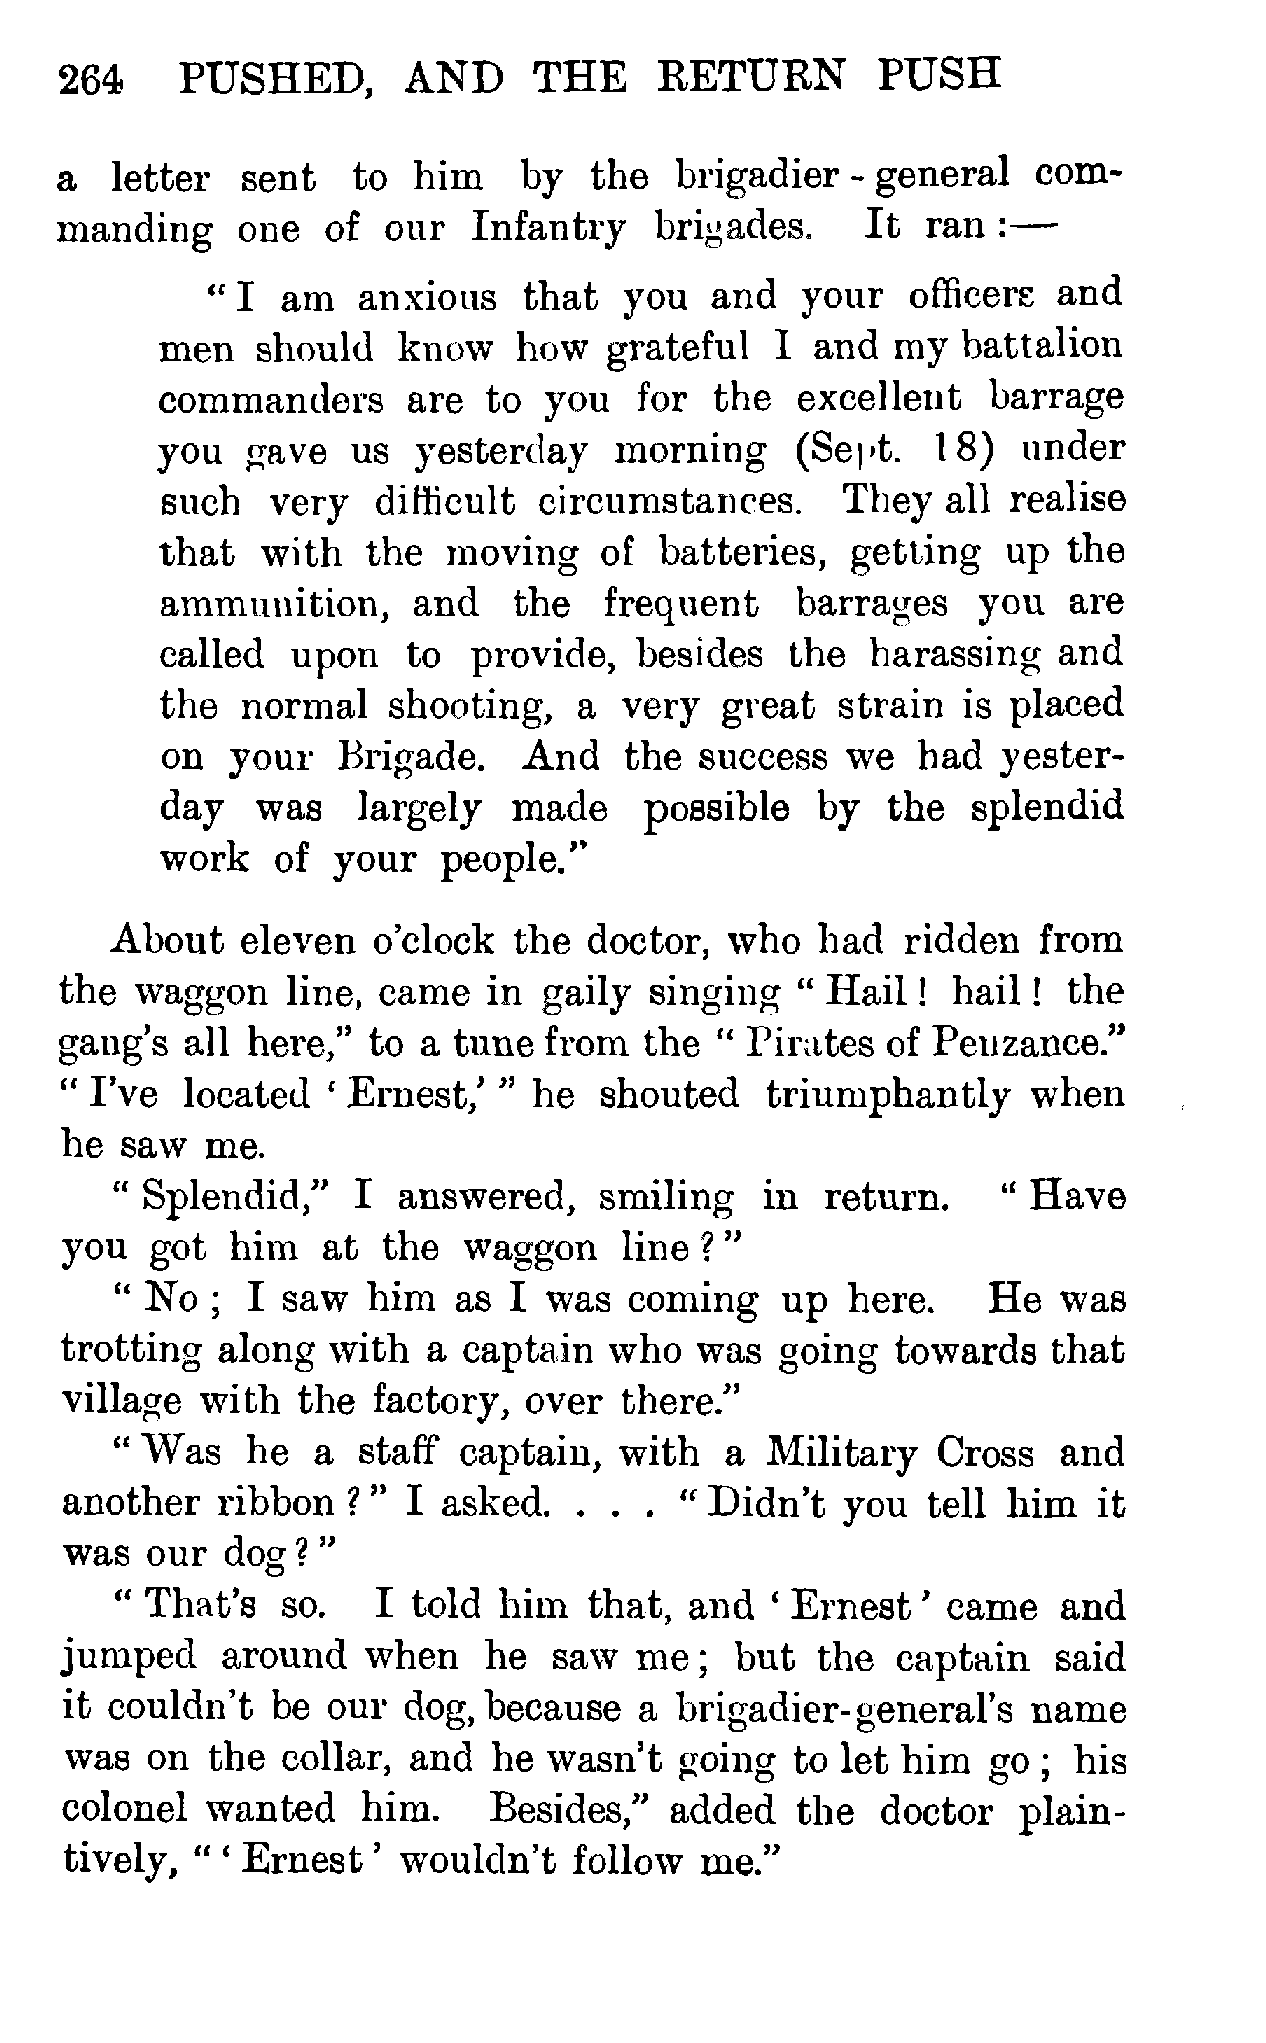 264 PUSHED, AND THE RETURN PUSH
a letter sent to him by the brigadier-general com-
manding one of our Infantry brigades. It ran:—
"I am anxious that you and your officers and
men should know how grateful I and my battalion
commanders are to you for the excellent barrage
you gave us yesterday morning (Sept. 18) under
such very difficult circumstances. They all realise
that with the moving of batteries, getting up the
ammunition, and the frequent barrages you are
called upon to provide, besides the harassing and
the normal shooting, a very great strain is placed
on your Brigade. And the success we had yester-
day was largely made possible by the splendid
work of your people."
About eleven o'clock the doctor, who had ridden from
the waggon line, came in gaily singing "Hail! hail! the
gang's all here," to a tune from the "Pirates of Penzance."
"I've located 'Ernest,'" he shouted triumphantly when
he saw me.
"Splendid," I answered, smiling in return. "Have
you got him at the waggon line?"
"No; I saw him as I was coming up here. He was
trotting along with a captain who was going towards that
village with the factory, over there."
"Was he a staff captain, with a Military Cross and
another ribbon?" I asked. . . . "Didn't you tell him it
was our dog?"
"That's so. I told him that, and 'Ernest' came and
jumped around when he saw me; but the captain said
it couldn't be our dog, because a brigadier-general's name
was on the collar, and he wasn't going to let him go; his
colonel wanted him. Besides," added the doctor plain-
tively, "'Ernest' wouldn't follow me."